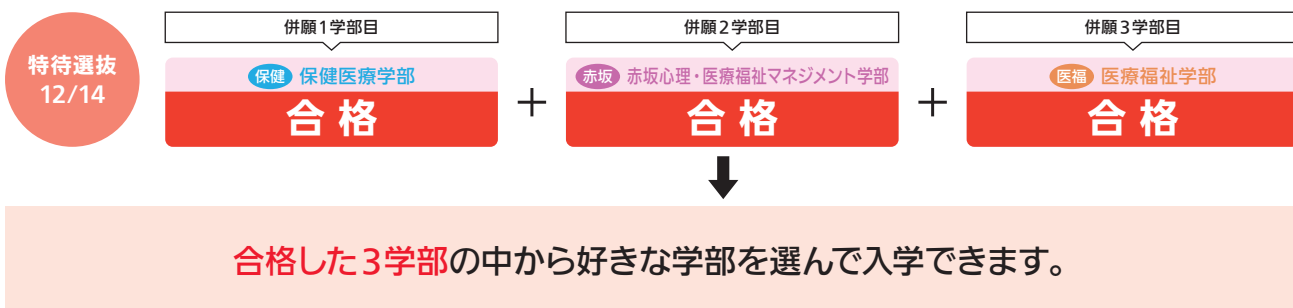 特待選抜
12/14
併願1学部目
保健 保健医療学部
合格
+
併願2学部目
赤坂 赤坂心理・医療福祉マネジメント学部
合格
+
併願3学部目
医福 医療福祉学部
合格
合格した3学部の中から好きな学部を選んで入学できます。